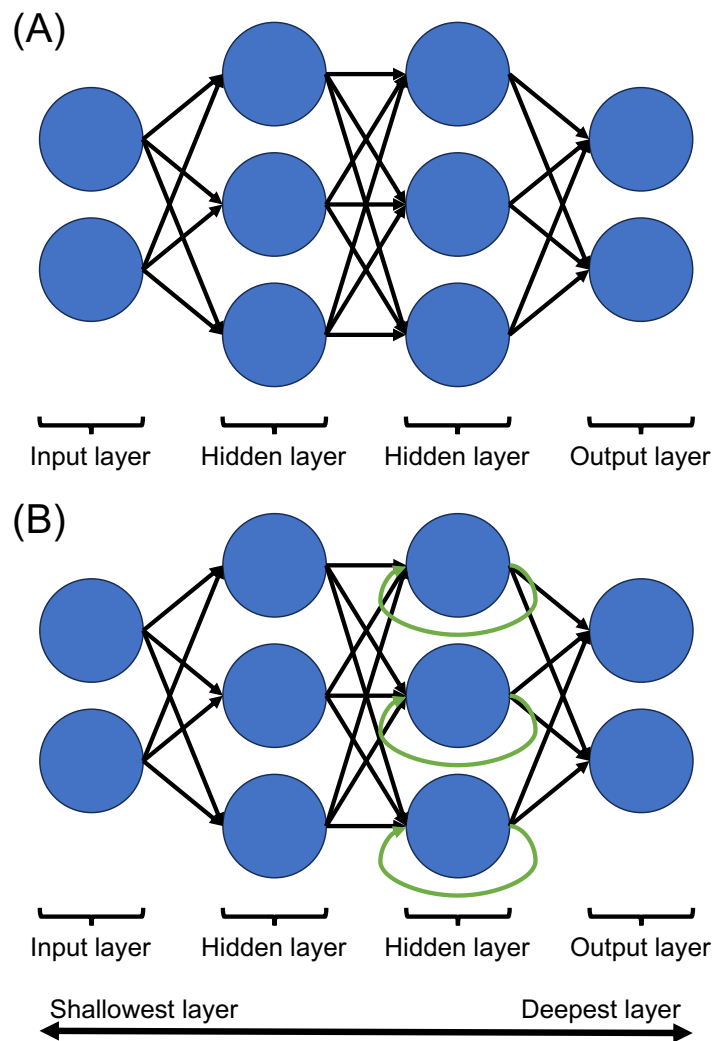 (A)
Input layer Hidden layer Hidden layer Output layer
(B)
Input layer Hidden layer Hidden layer Output layer
Shallowest layer Deepest layer